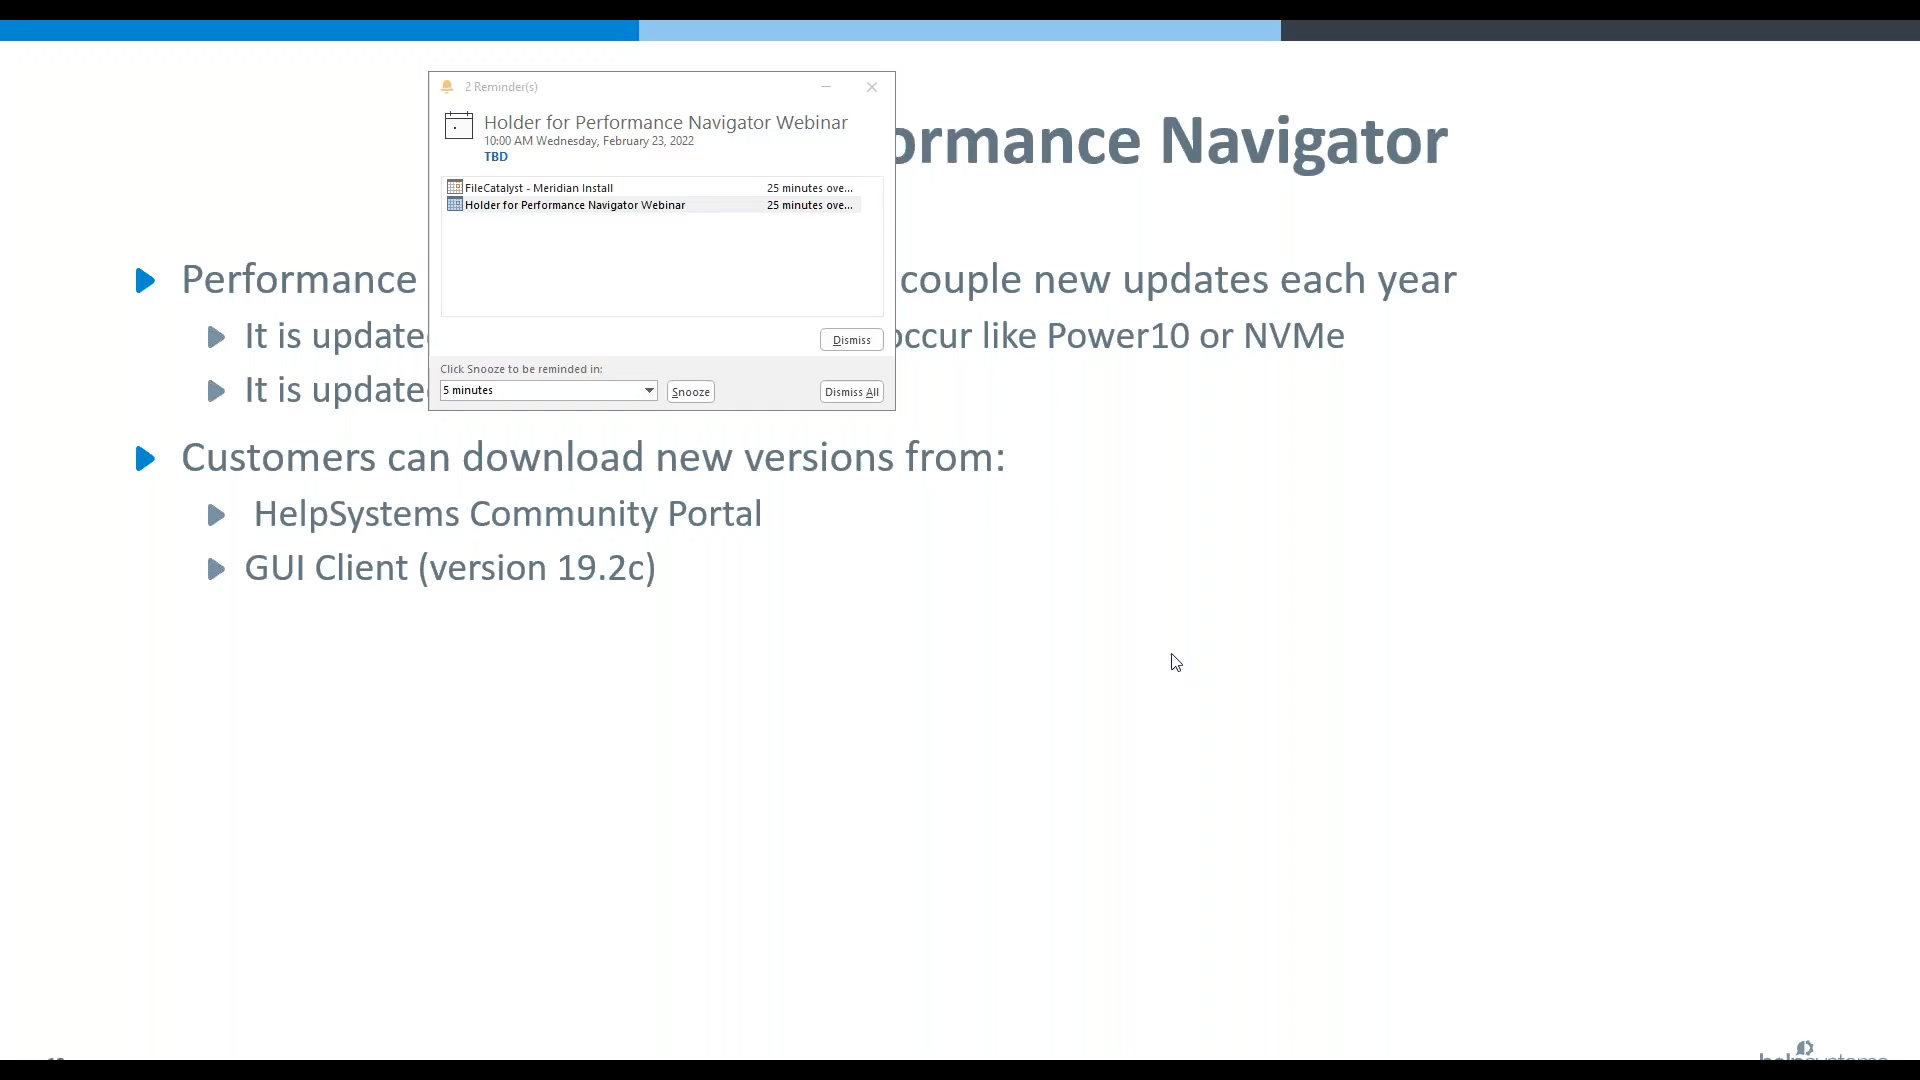 2 Reminder(s)
Holder for Performance Navigator Webinar
10:00 AM Wednesday, February 23, 2022
TBD
ormance Navigator
FileCatalyst - Meridian Install 25 minutes ove...
Holder for Performance Navigator Webinar 25 minutes ove...
Performance couple new updates each year
It is update occur like Power10 or NVMe
Dismiss
Click Snooze to be reminded in:
5 minutes Snooze Dismiss All
It is update
Customers can download new versions from:
HelpSystems Community Portal
GUI Client (version 19.2c)